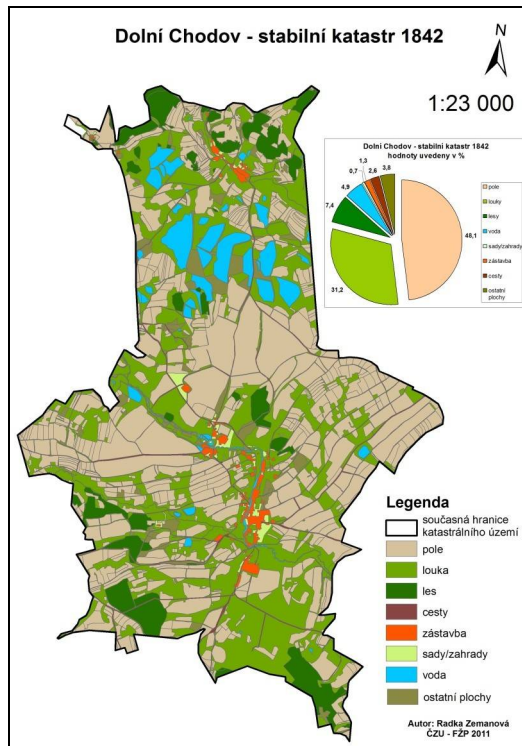 Dolní Chodov - stabilní katastr 1842
N
1:23 000
Dolní Chodov - stabilní katastr 1842
hodnoty uvedeny v %
1,3
0,7
2,6
3,8
4,9
7,4
48,1
31,2
pole
louky
lesy
voda
sady/zahrady
zástavba
cesty
ostatní
plochy
Legenda
současná hranice
katastrálního území
pole
louka
les
cesty
zástavba
sady/zahrady
voda
ostatní plochy
Autor: Radka Zemanová
ČZU - FŽP 2011